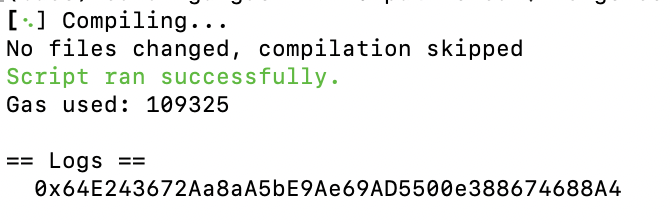 [⠢] Compiling...
No files changed, compilation skipped
Script ran successfully.
Gas used: 109325

== Logs ==
0x64E243672Aa8aA5bE9Ae69AD5500e388674688A4